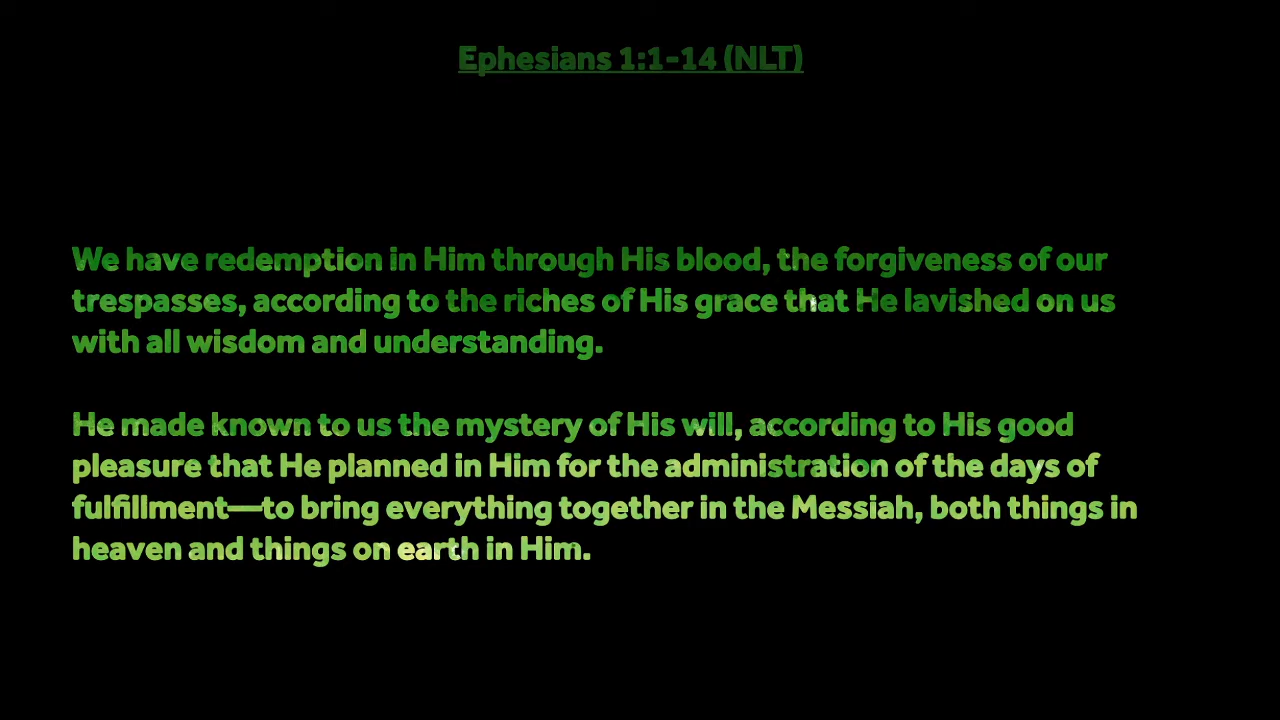 Ephesians 1:1-14 (NLT)
We have redemption in Him through His blood, the forgiveness of our
trespasses, according to the riches of His grace that He lavished on us
with all wisdom and understanding.
He made known to us the mystery of His will, according to His good
pleasure that He planned in Him for the administration of the days of
fulfillment—to bring everything together in the Messiah, both things in
heaven and things on earth in Him.